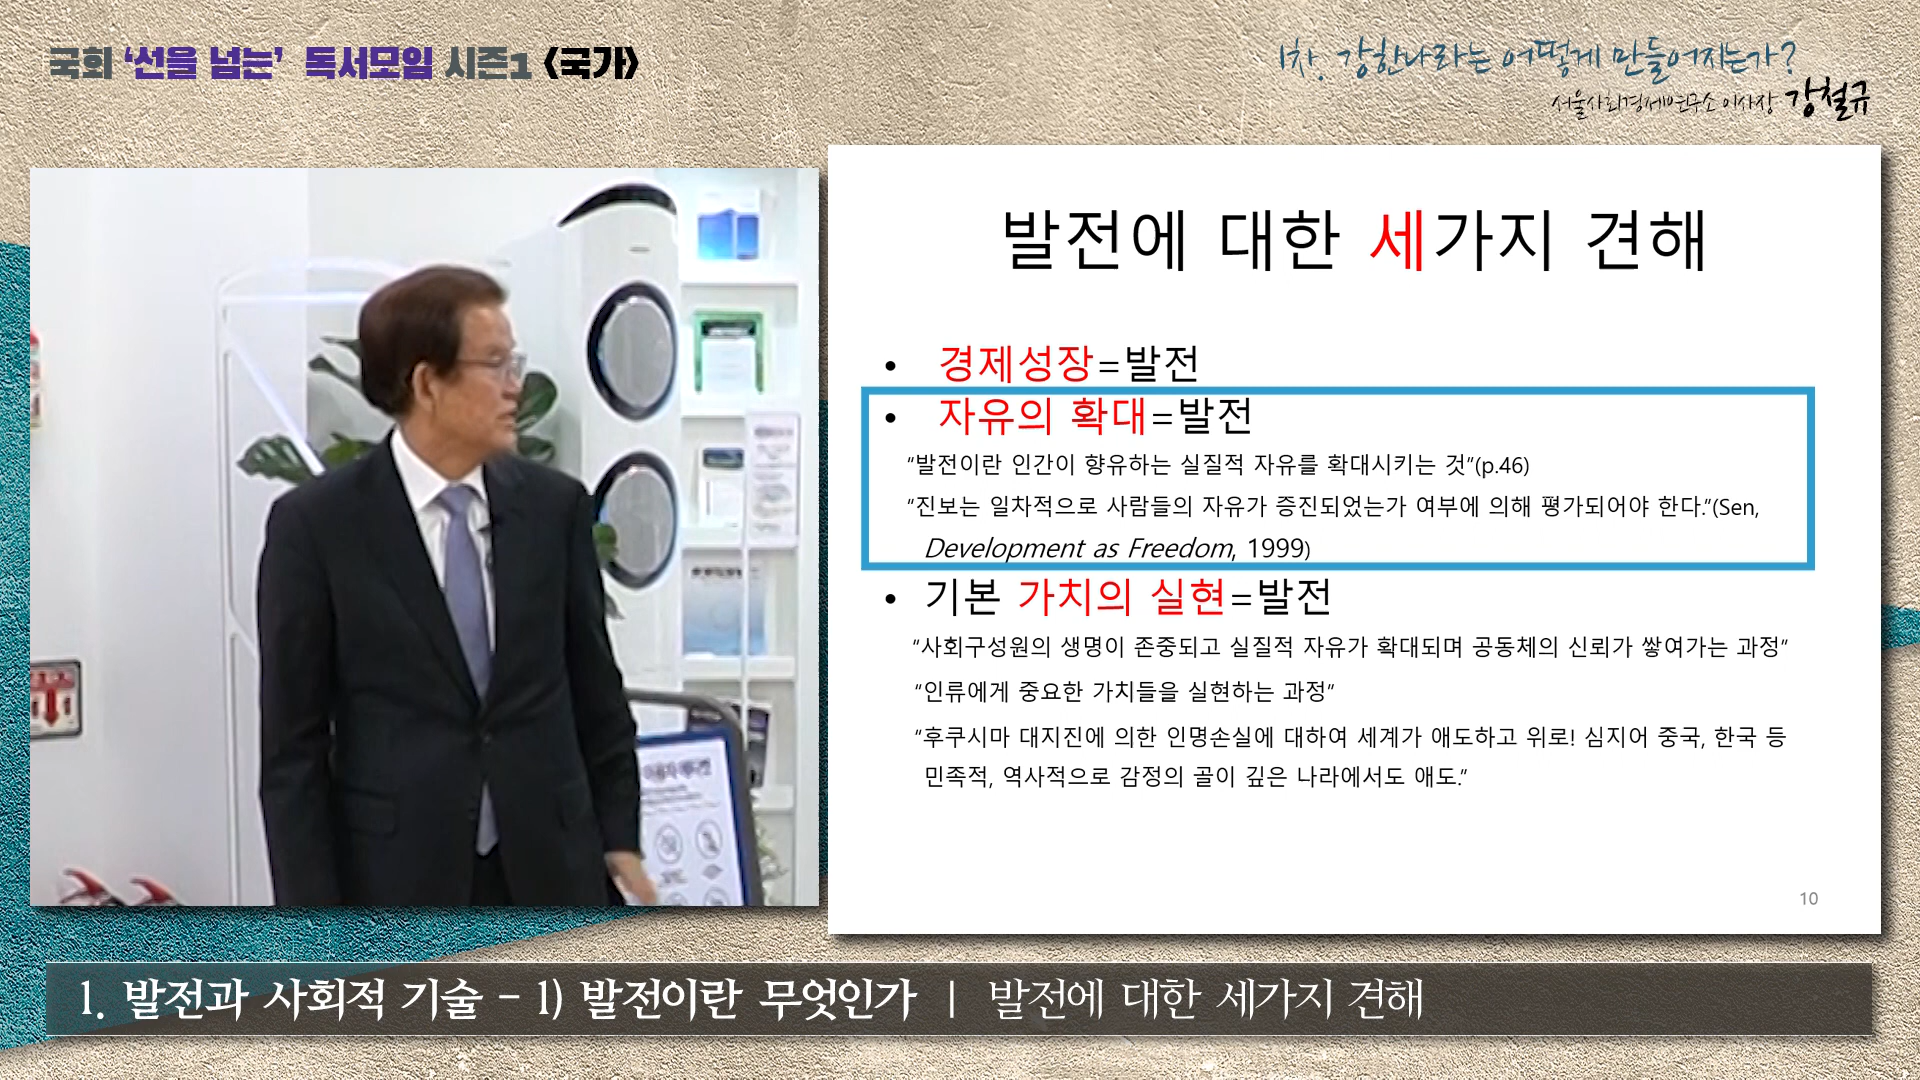 국회 ‘선을 넘는’ 독서모임 시즌1 〈국가〉
1차. 강한나라는 어떻게 만들어지는가?
서울사회경제연구소 이사장 강철규
발전에 대한 세가지 견해
• 경제성장=발전
• 자유의 확대=발전
“발전이란 인간이 향유하는 실질적 자유를 확대시키는 것”(p.46)
“진보는 일차적으로 사람들의 자유가 증진되었는가 여부에 의해 평가되어야 한다.”(Sen,
Development as Freedom, 1999)
• 기본 가치의 실현=발전
“사회구성원의 생명이 존중되고 실질적 자유가 확대되며 공동체의 신뢰가 쌓여가는 과정”
“인류에게 중요한 가치들을 실현하는 과정”
“후쿠시마 대지진에 의한 인명손실에 대하여 세계가 애도하고 위로! 심지어 중국, 한국 등
민족적, 역사적으로 감정의 골이 깊은 나라에서도 애도.”
10
1. 발전과 사회적 기술 - 1) 발전이란 무엇인가 | 발전에 대한 세가지 견해